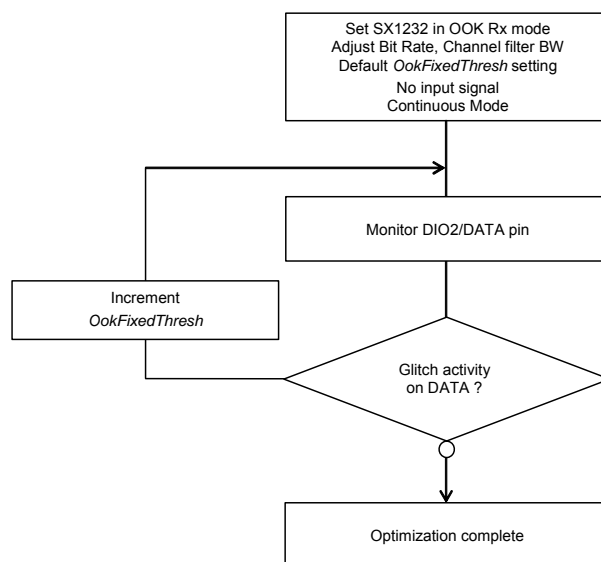 Set SX1232 in OOK Rx mode
Adjust Bit Rate, Channel filter BW
Default OokFixedThresh setting
No input signal
Continuous Mode
Monitor DIO2/DATA pin
Increment
OokFixedThresh
Glitch activity
on DATA ?
Optimization complete